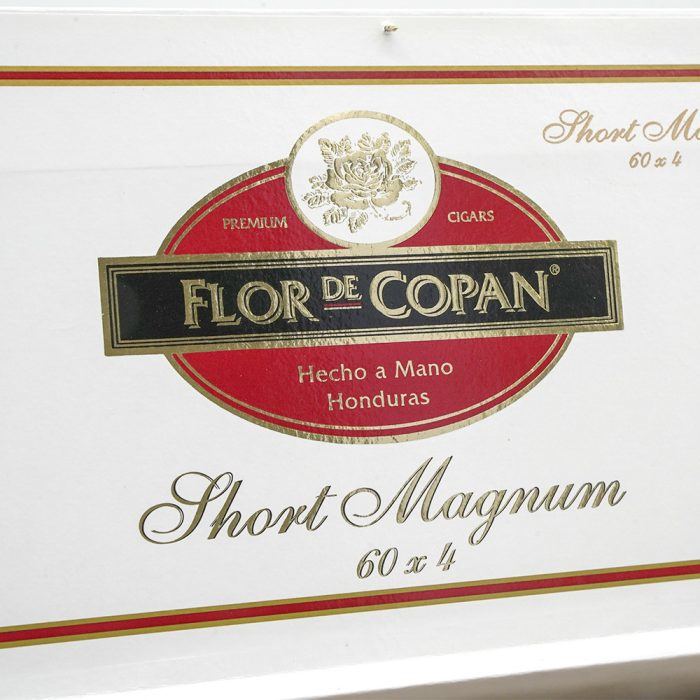 Short
60 x 4
PREMIUM CIGARS
FLOR DE COPAN®
Hecho a Mano
Honduras
Short Magnum
60 x 4